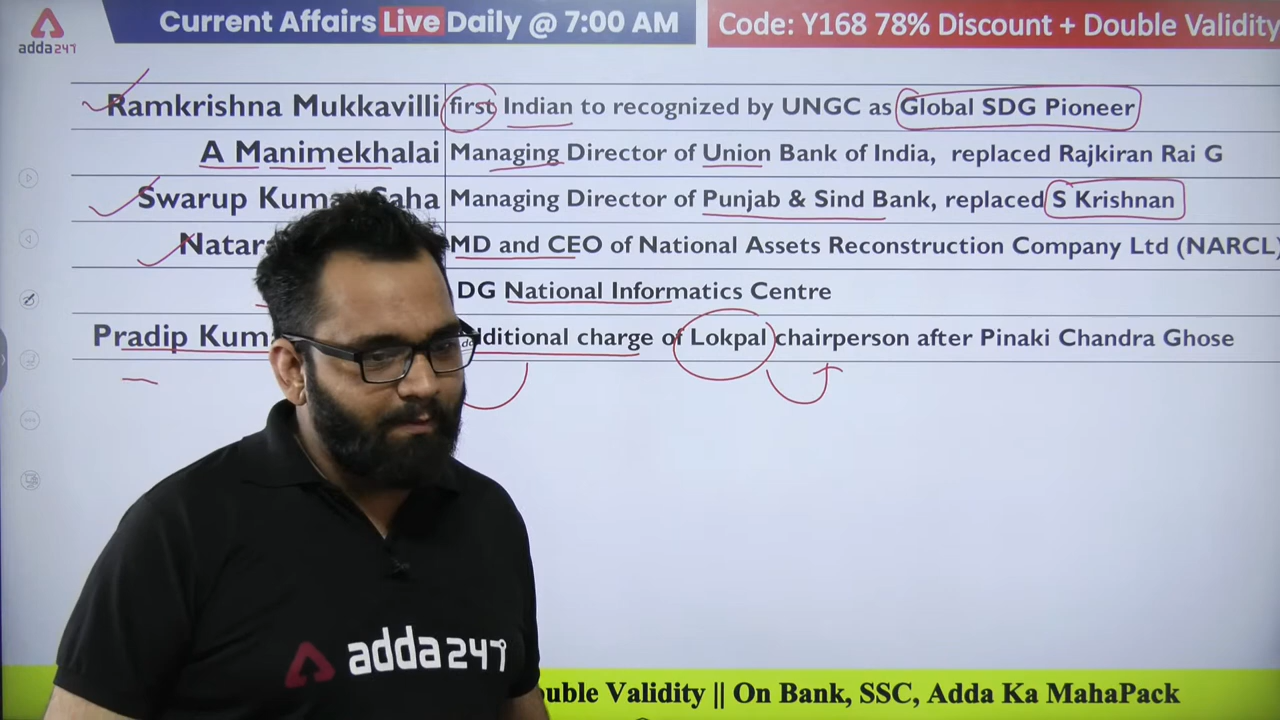 Current Affairs Live Daily @ 7:00 AM
Code: Y168 78% Discount + Double Validity
adda247
Ramkrishna Mukkavilli first Indian to recognized by UNGC as Global SDG Pioneer
A Manimekhalai Managing Director of Union Bank of India, replaced Rajkiran Rai G
Swarup Kumar Saha Managing Director of Punjab & Sind Bank, replaced S Krishnan
MD and CEO of National Assets Reconstruction Company Ltd (NARCL)
DG National Informatics Centre
Pradip charge of Lokpal chairperson after Pinaki Chandra Ghose
adda247
Validity || On Bank, SSC, Adda Ka MahaPack